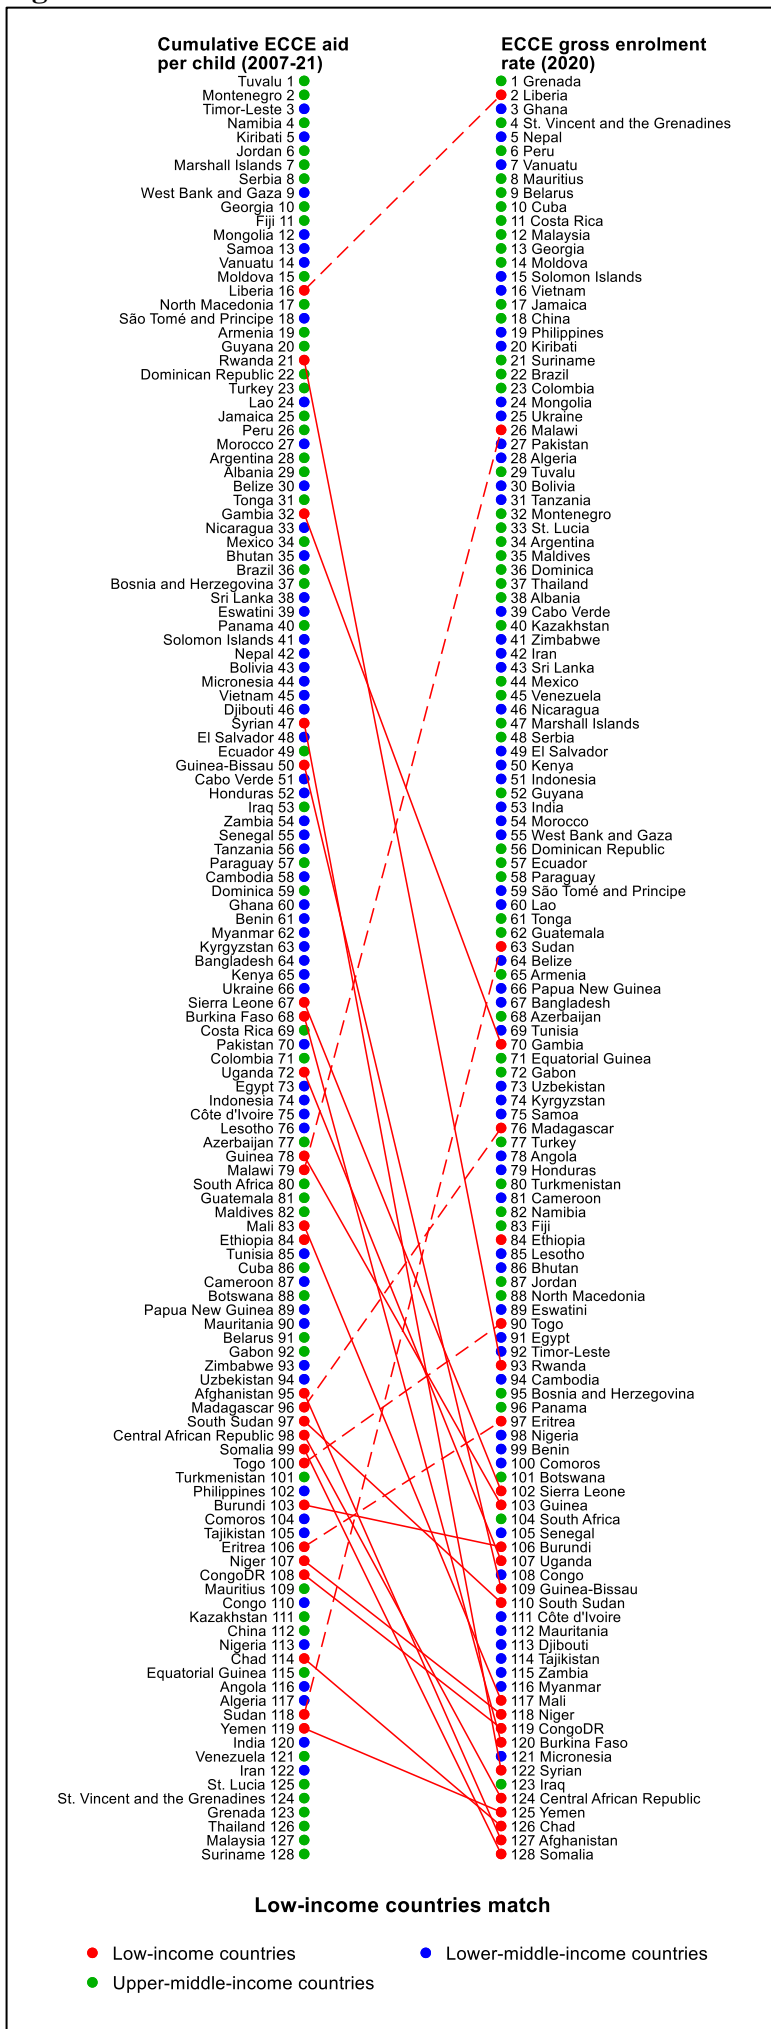 Cumulative ECCE aid
per child (2007-21)
Tuvalu 1
Montenegro 2
Timor-Leste 3
Namibia 4
Kiribati 5
Jordan 6
Marshall Islands 7
Serbia 8
West Bank and Gaza 9
Georgia 10
Fiji 11
Mongolia 12
Samoa 13
Vanuatu 14
Moldova 15
Liberia 16
North Macedonia 17
São Tomé and Principe 18
Armenia 19
Guyana 20
Rwanda 21
Dominican Republic 22
Turkey 23
Lao 24
Jamaica 25
Peru 26
Morocco 27
Argentina 28
Albania 29
Belize 30
Tonga 31
Gambia 32
Nicaragua 33
Mexico 34
Bhutan 35
Brazil 36
Bosnia and Herzegovina 37
Sri Lanka 38
Eswatini 39
Panama 40
Solomon Islands 41
Nepal 42
Bolivia 43
Micronesia 44
Vietnam 45
Djibouti 46
Syrian 47
El Salvador 48
Ecuador 49
Guinea-Bissau 50
Cabo Verde 51
Honduras 52
Iraq 53
Zambia 54
Senegal 55
Tanzania 56
Paraguay 57
Cambodia 58
Dominica 59
Ghana 60
Benin 61
Myanmar 62
Kyrgyzstan 63
Bangladesh 64
Kenya 65
Ukraine 66
Sierra Leone 67
Burkina Faso 68
Costa Rica 69
Pakistan 70
Colombia 71
Uganda 72
Egypt 73
Indonesia 74
Côte d'Ivoire 75
Lesotho 76
Azerbaijan 77
Guinea 78
Malawi 79
South Africa 80
Guatemala 81
Maldives 82
Mali 83
Ethiopia 84
Tunisia 85
Cuba 86
Cameroon 87
Botswana 88
Papua New Guinea 89
Mauritania 90
Belarus 91
Gabon 92
Zimbabwe 93
Uzbekistan 94
Afghanistan 95
Madagascar 96
South Sudan 97
Central African Republic 98
Somalia 99
Togo 100
Turkmenistan 101
Philippines 102
Burundi 103
Comoros 104
Tajikistan 105
Eritrea 106
Niger 107
CongoDR 108
Mauritius 109
Congo 110
Kazakhstan 111
China 112
Nigeria 113
Chad 114
Equatorial Guinea 115
Angola 116
Algeria 117
Sudan 118
Yemen 119
India 120
Venezuela 121
Iran 122
St. Lucia 125
St. Vincent and the Grenadines 124
Grenada 123
Thailand 126
Malaysia 127
Suriname 128
ECCE gross enrolment
rate (2020)
1 Grenada
2 Liberia
3 Ghana
4 St. Vincent and the Grenadines
5 Nepal
6 Peru
7 Vanuatu
8 Mauritius
9 Belarus
10 Cuba
11 Costa Rica
12 Malaysia
13 Georgia
14 Moldova
15 Solomon Islands
16 Vietnam
17 Jamaica
18 China
19 Philippines
20 Kiribati
21 Suriname
22 Brazil
23 Colombia
24 Mongolia
25 Ukraine
26 Malawi
27 Pakistan
28 Algeria
29 Tuvalu
30 Bolivia
31 Tanzania
32 Montenegro
33 St. Lucia
34 Argentina
35 Maldives
36 Dominica
37 Thailand
38 Albania
39 Cabo Verde
40 Kazakhstan
41 Zimbabwe
42 Iran
43 Sri Lanka
44 Mexico
45 Venezuela
46 Nicaragua
47 Marshall Islands
48 Serbia
49 El Salvador
50 Kenya
51 Indonesia
52 Guyana
53 India
54 Morocco
55 West Bank and Gaza
56 Dominican Republic
57 Ecuador
58 Paraguay
59 São Tomé and Principe
60 Lao
61 Tonga
62 Guatemala
63 Sudan
64 Belize
65 Armenia
66 Papua New Guinea
67 Bangladesh
68 Azerbaijan
69 Tunisia
70 Gambia
71 Equatorial Guinea
72 Gabon
73 Uzbekistan
74 Kyrgyzstan
75 Samoa
76 Madagascar
77 Turkey
78 Angola
79 Honduras
80 Turkmenistan
81 Cameroon
82 Namibia
83 Fiji
84 Ethiopia
85 Lesotho
86 Bhutan
87 Jordan
88 North Macedonia
89 Eswatini
90 Togo
91 Egypt
92 Timor-Leste
93 Rwanda
94 Cambodia
95 Bosnia and Herzegovina
96 Panama
97 Eritrea
98 Nigeria
99 Benin
100 Comoros
101 Botswana
102 Sierra Leone
103 Guinea
104 South Africa
105 Senegal
106 Burundi
107 Uganda
108 Congo
109 Guinea-Bissau
110 South Sudan
111 Côte d'Ivoire
112 Mauritania
113 Djibouti
114 Tajikistan
115 Zambia
116 Myanmar
117 Mali
118 Niger
119 CongoDR
120 Burkina Faso
121 Micronesia
122 Syrian
123 Iraq
124 Central African Republic
125 Yemen
126 Chad
127 Afghanistan
128 Somalia
Low-income countries match
Low-income countries
Lower-middle-income countries
Upper-middle-income countries